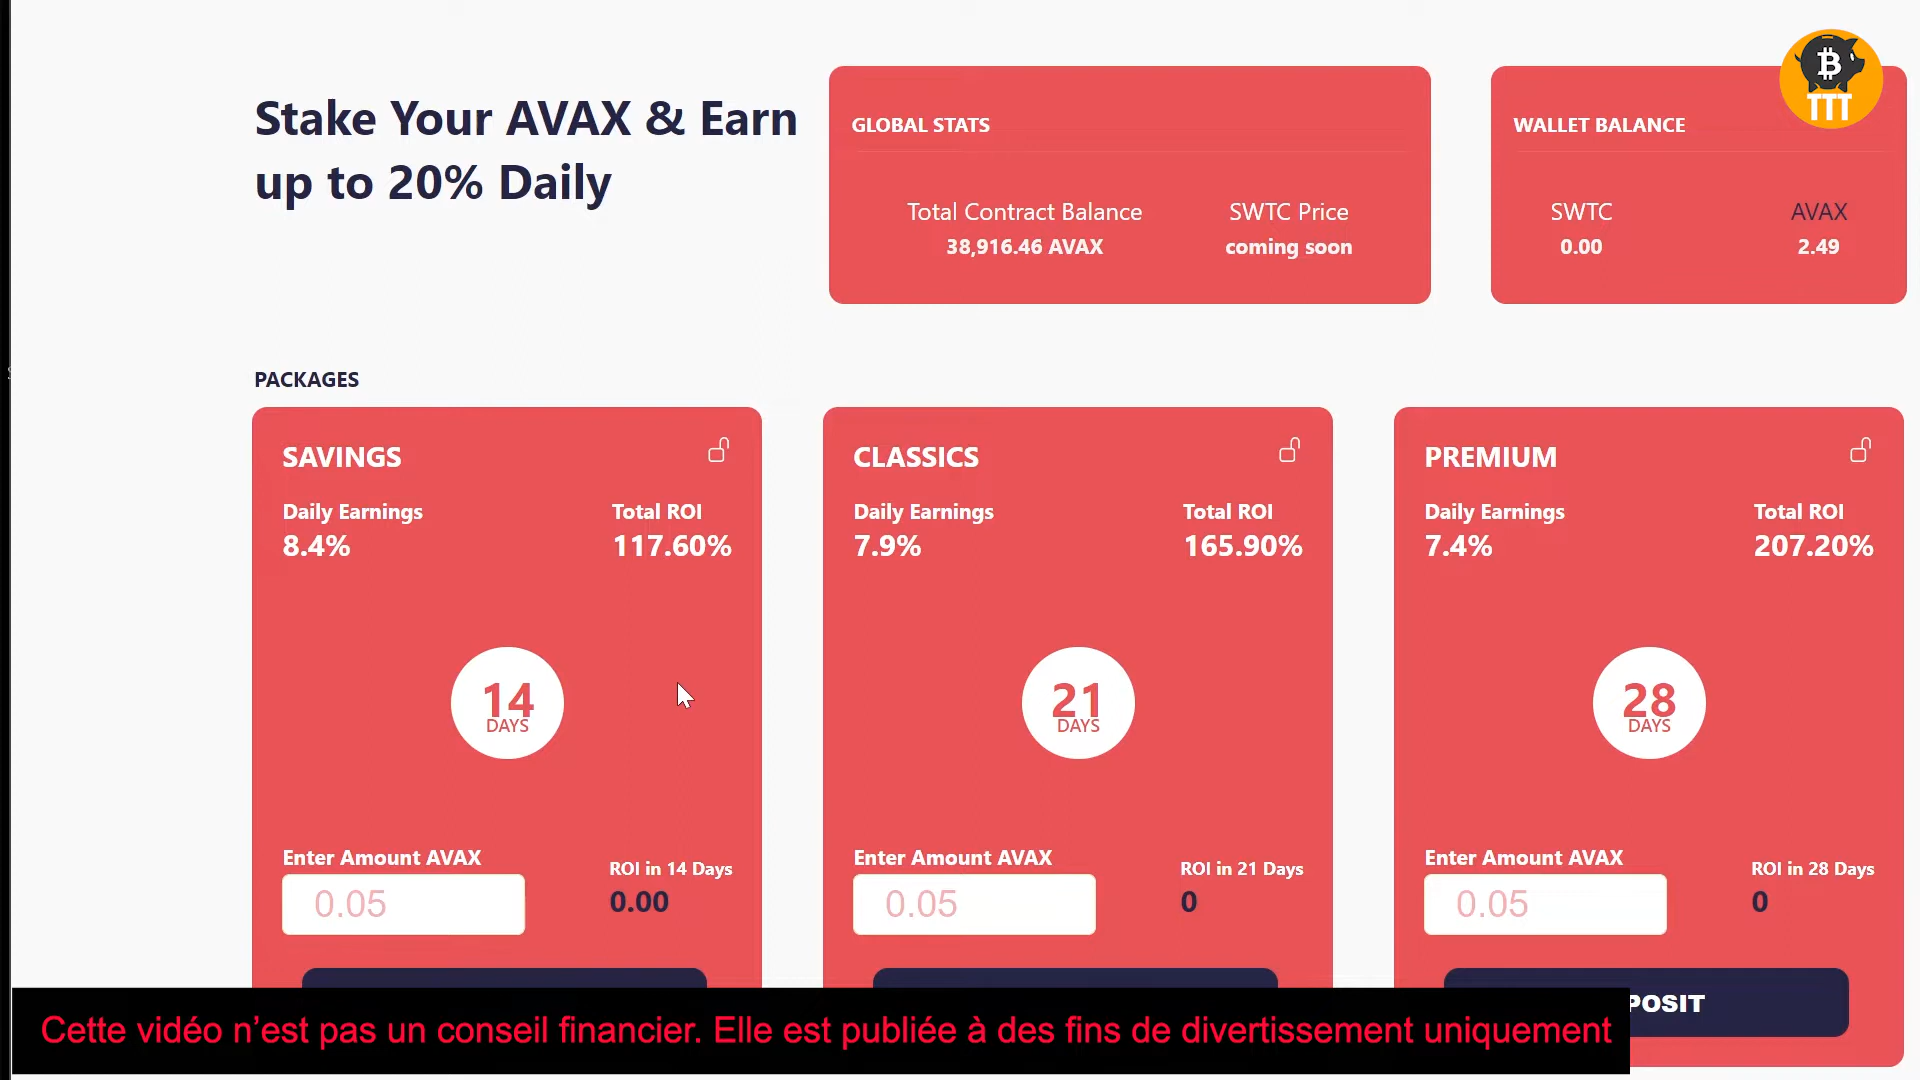 Stake Your AVAX & Earn
up to 20% Daily
GLOBAL STATS
Total Contract Balance
38,916.46 AVAX
SWTC Price
coming soon
WALLET BALANCE
SWTC
0.00
AVAX
2.49
TTT
PACKAGES
SAVINGS
Daily Earnings
8.4%
Total ROI
117.60%
14
DAYS
Enter Amount AVAX
0.05
ROI in 14 Days
0.00
CLASSICS
Daily Earnings
7.9%
Total ROI
165.90%
21
DAYS
Enter Amount AVAX
0.05
ROI in 21 Days
0
PREMIUM
Daily Earnings
7.4%
Total ROI
207.20%
28
DAYS
Enter Amount AVAX
0.05
ROI in 28 Days
0
POSIT
Cette vidéo n’est pas un conseil financier. Elle est publiée à des fins de divertissement uniquement